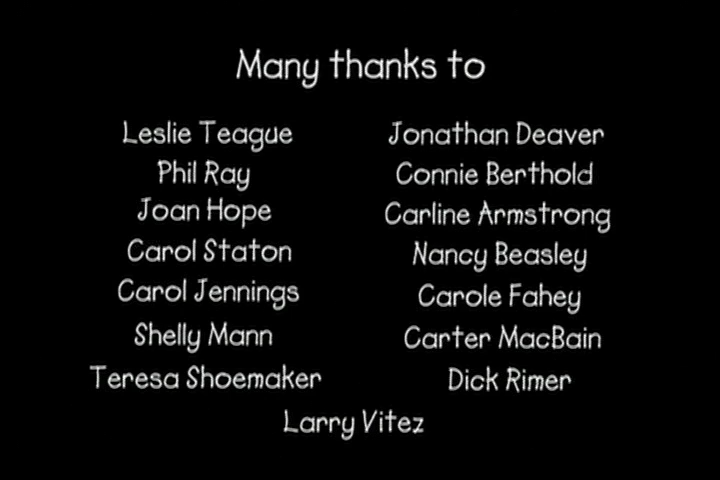 Many thanks to
Leslie Teague
Phil Ray
Joan Hope
Carol Staton
Carol Jennings
Shelly Mann
Teresa Shoemaker
Jonathan Deaver
Connie Berthold
Carline Armstrong
Nancy Beasley
Carole Fahey
Carter MacBain
Dick Rimer
Larry Vitez